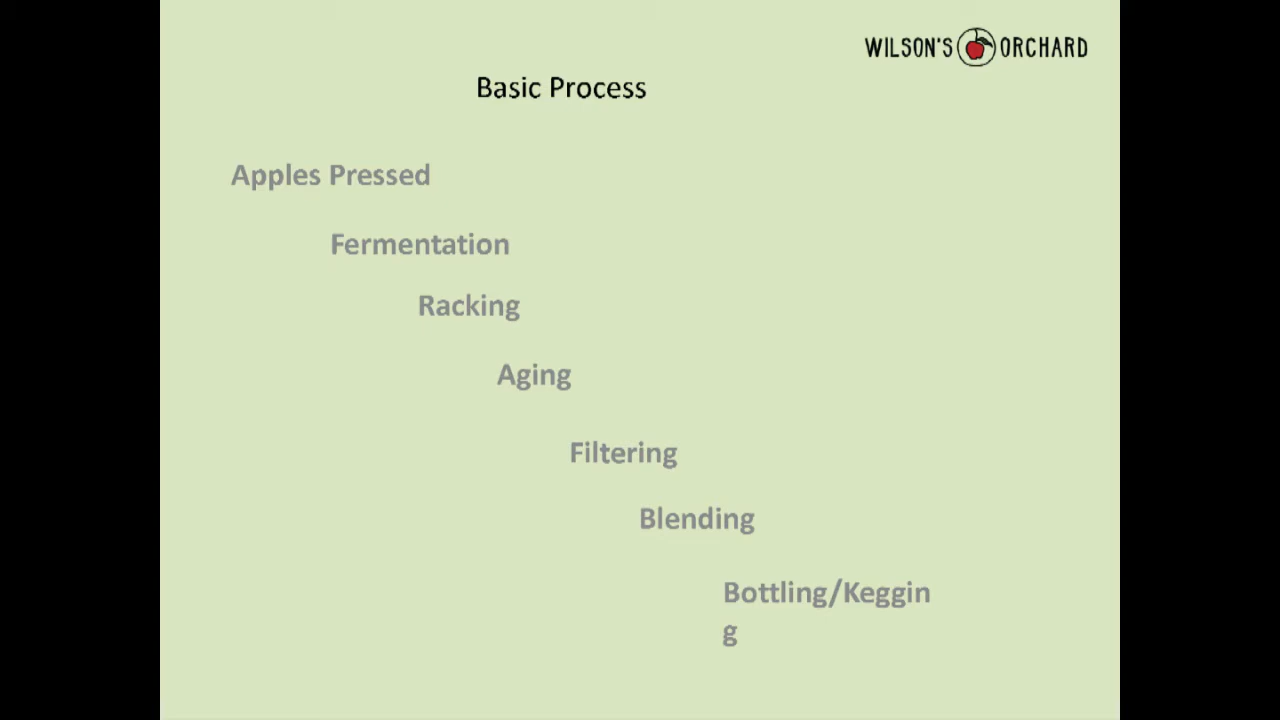 WILSON'S ORCHARD
Basic Process
Apples Pressed
Fermentation
Racking
Aging
Filtering
Blending
Bottling/Keggin
g